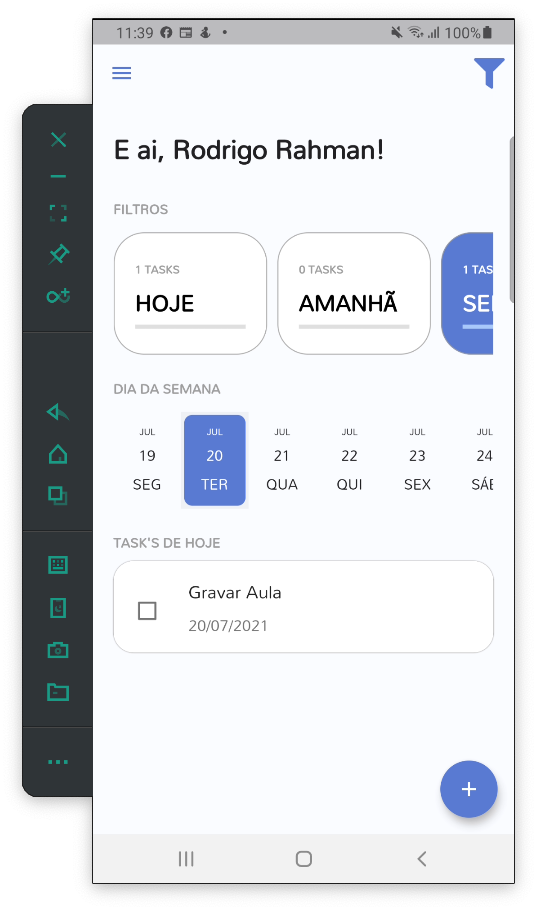 11:39
100%
E ai, Rodrigo Rahman!
FILTROS
1 TASKS
HOJE
0 TASKS
AMANHÃ
1 TAS
SE
DIA DA SEMANA
JUL JUL JUL JUL JUL JUL
19 20 21 22 23 24
SEG TER QUA QUI SEX SÁ
TASK'S DE HOJE
Gravar Aula
20/07/2021